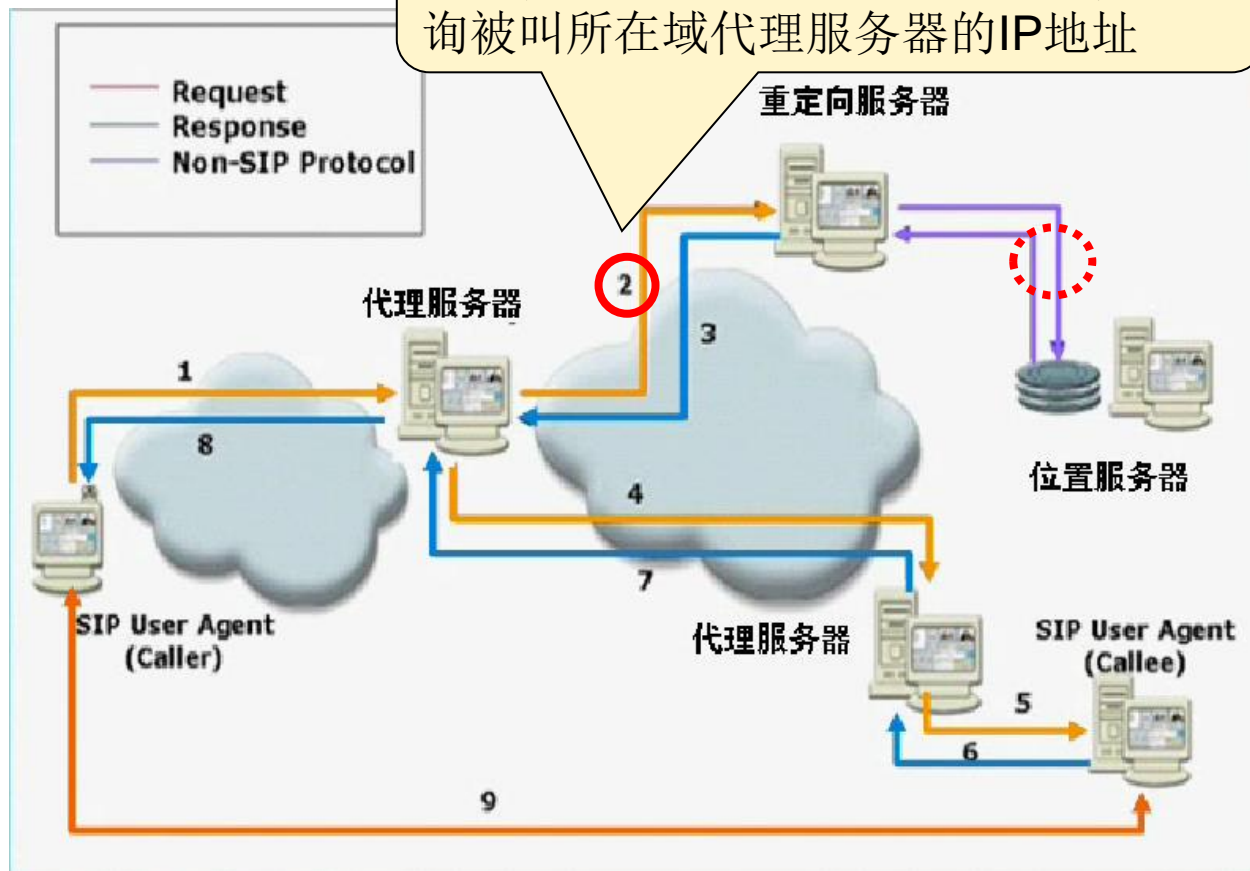 询被叫所在域代理服务器的IP地址
Request
Response
Non-SIP Protocol
重定向服务器
2
代理服务器
3
1
8
位置服务器
4
7
SIP User Agent
(Caller)
代理服务器
SIP User Agent
(Callee)
5
6
9